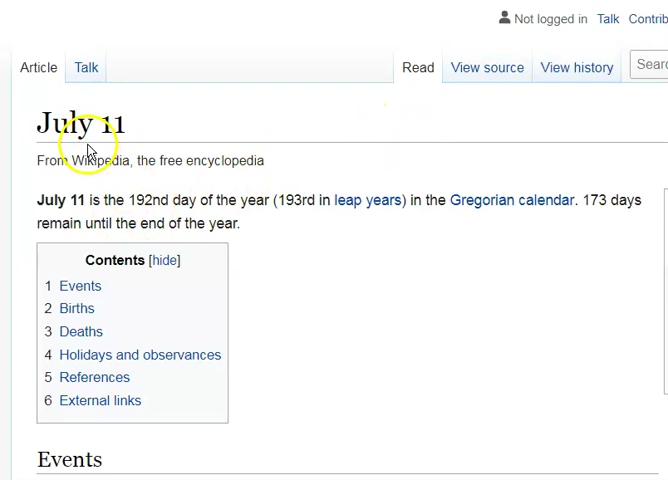 Not logged in Talk
Article Talk Read View source View history
July 11
From Wikipedia, the free encyclopedia
July 11 is the 192nd day of the year (193rd in leap years) in the Gregorian calendar. 173 days
remain until the end of the year.
Contents [hide]
1 Events
2 Births
3 Deaths
4 Holidays and observances
5 References
6 External links
Events